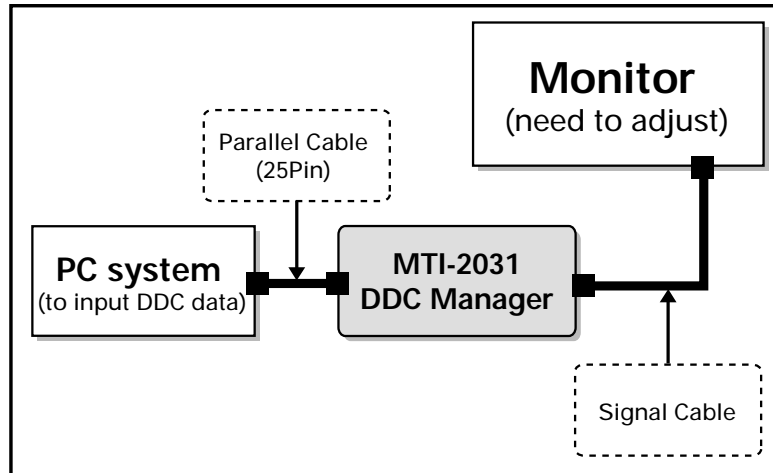 Monitor
(need to adjust)
Parallel Cable
(25Pin)
PC system
(to input DDC data)
MTI-2031
DDC Manager
Signal Cable